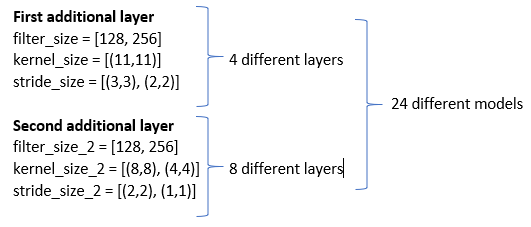 First additional layer
filter_size = [128, 256]
kernel_size = [(11,11)]
stride_size = [(3,3), (2,2)]
4 different layers
24 different models
Second additional layer
filter_size_2 = [128, 256]
kernel_size_2 = [(8,8), (4,4)]
stride_size_2 = [(2,2), (1,1)]
8 different layers